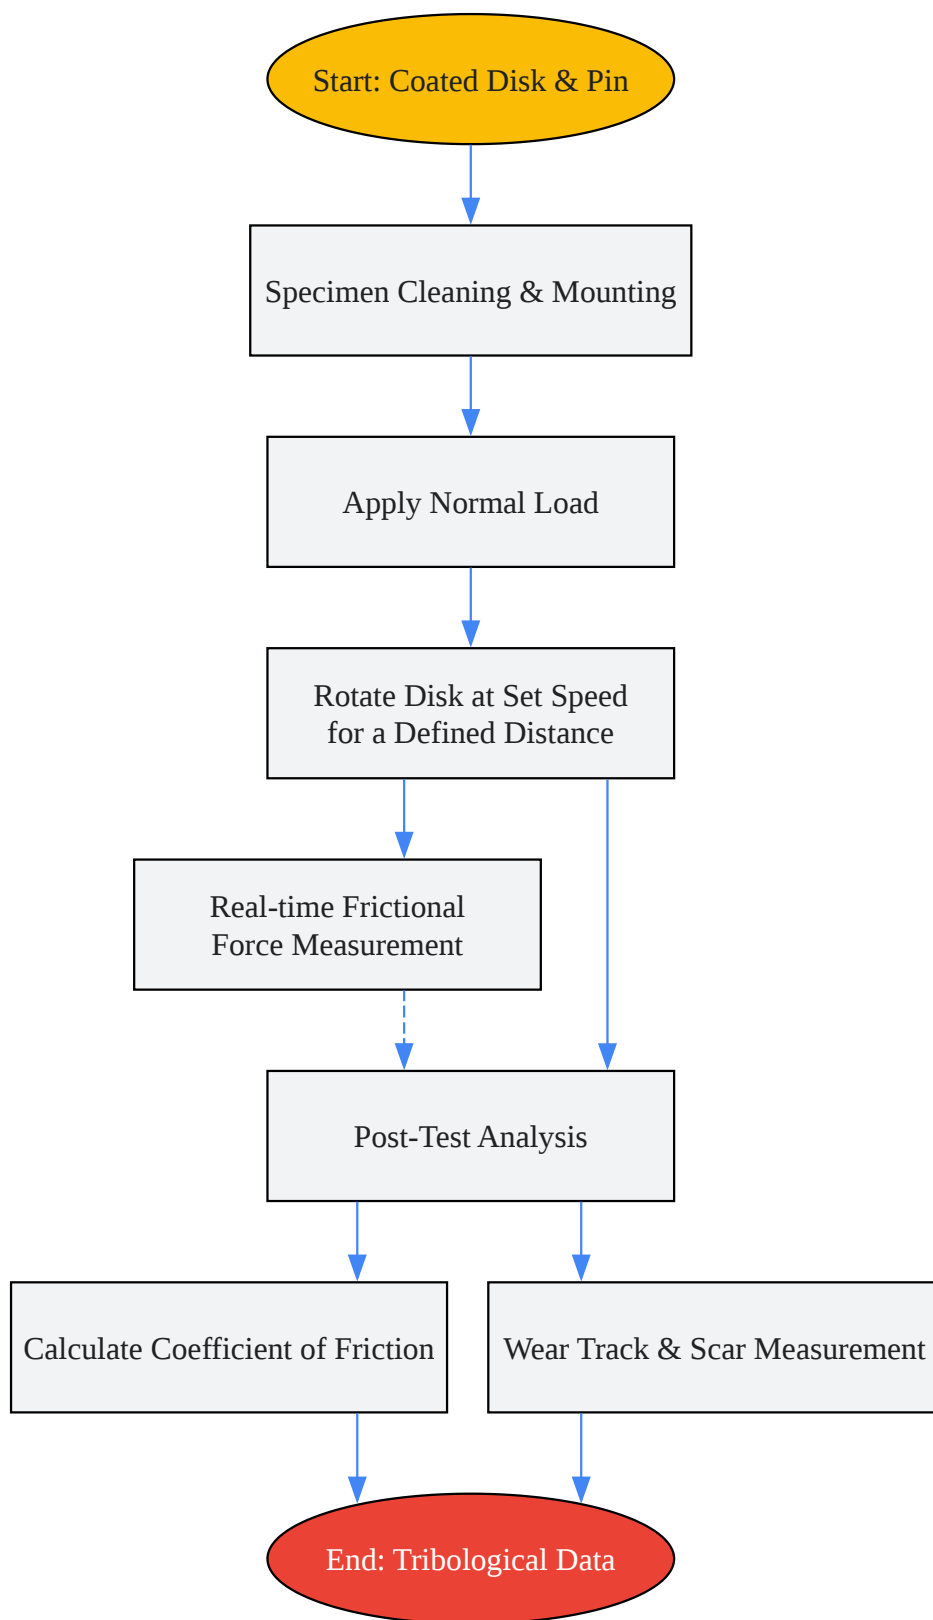 Start: Coated Disk & Pin
Specimen Cleaning & Mounting
Apply Normal Load
Rotate Disk at Set Speed
for a Defined Distance
Real-time Frictional
Force Measurement
Post-Test Analysis
Calculate Coefficient of Friction
Wear Track & Scar Measurement
End: Tribological Data